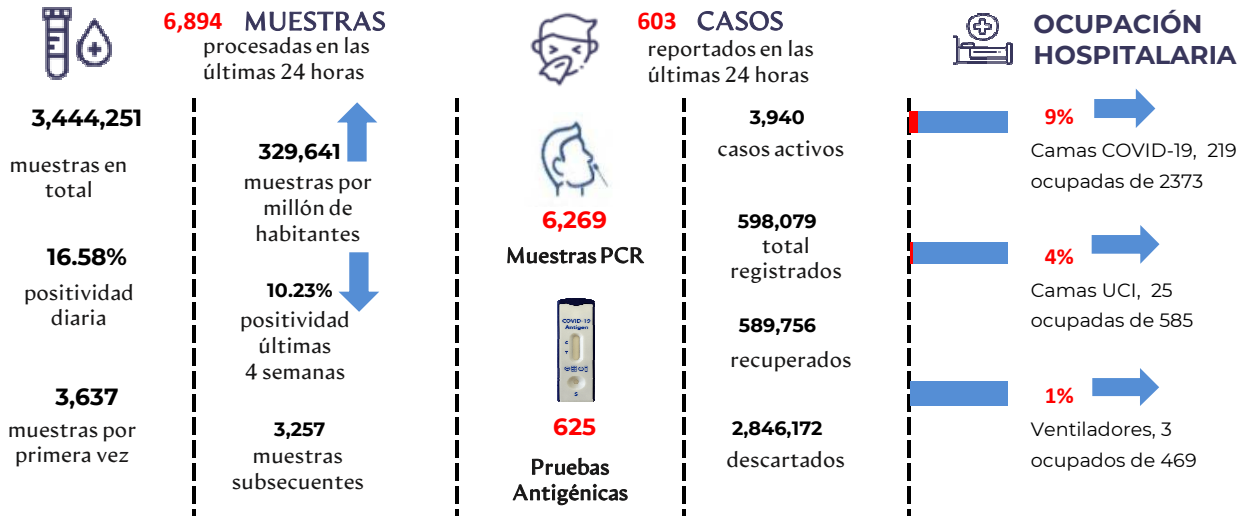 6,894 MUESTRAS
procesadas en las
últimas 24 horas
3,444,251
muestras en
total
16.58%
positividad
diaria
3,637
muestras por
primera vez
329,641
muestras por
millón de
habitantes
10.23%
positividad
últimas
4 semanas
3,257
muestras
subsecuentes
603 CASOS
reportados en las
últimas 24 horas
6,269
Muestras PCR
COVID-19
Antigen
C
T
S
625
Pruebas
Antigénicas
3,940
casos activos
598,079
total
registrados
589,756
recuperados
2,846,172
descartados
OCUPACIÓN
HOSPITALARIA
9%
Camas COVID-19, 219
ocupadas de 2373
4%
Camas UCI, 25
ocupadas de 585
1%
Ventiladores, 3
ocupados de 469